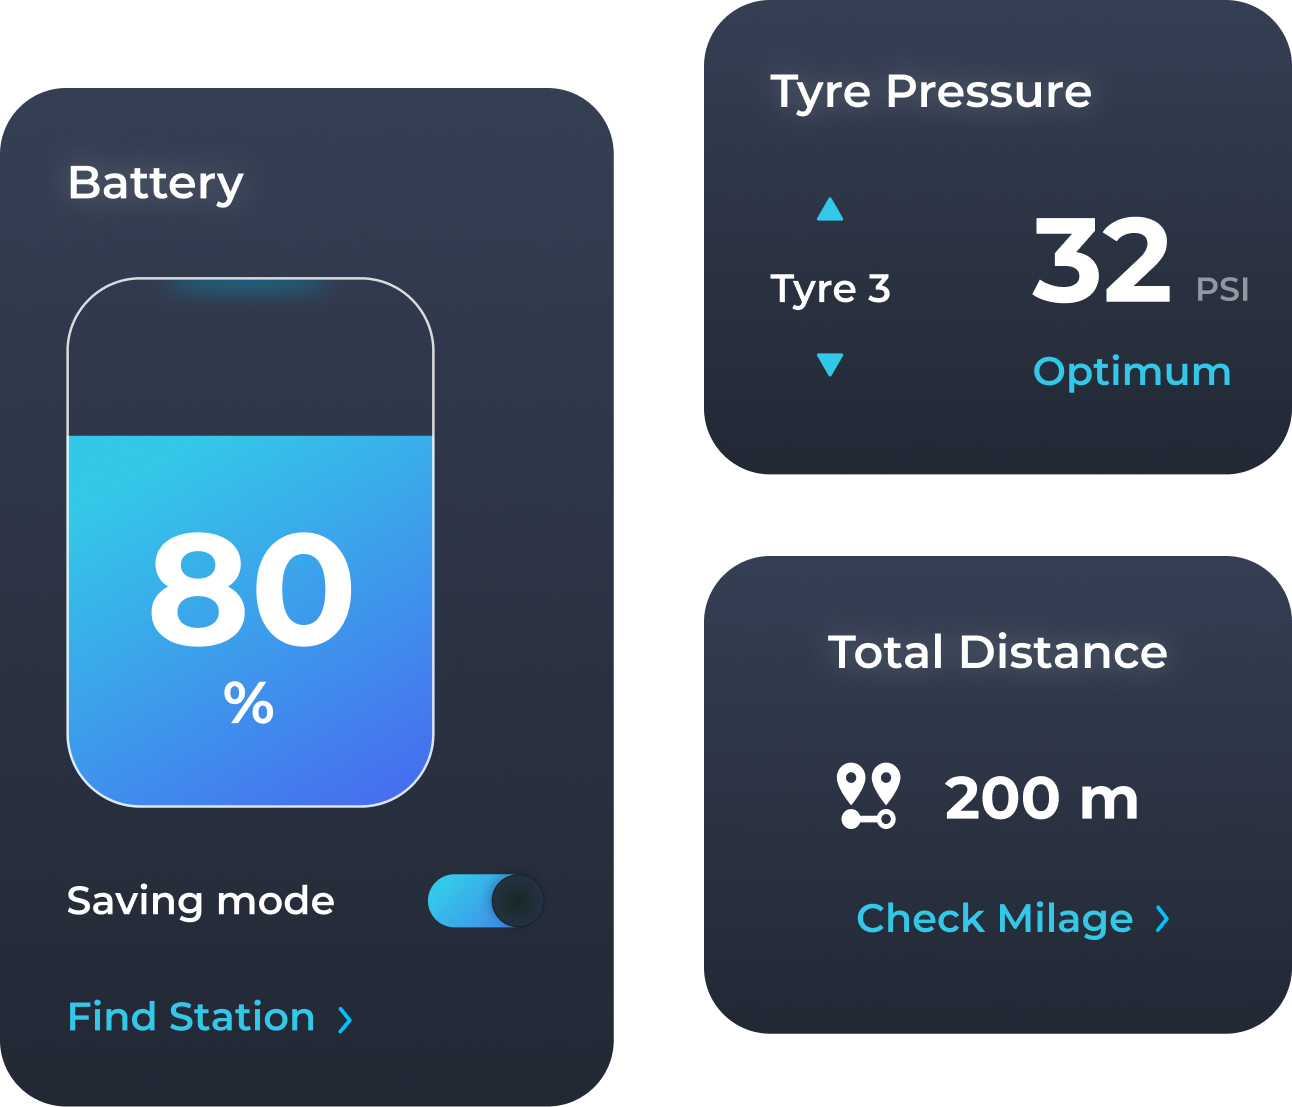 Battery
80
%
Saving mode
Find Station
Tyre Pressure
Tyre 3
32 PSI
Optimum
Total Distance
200 m
Check Milage